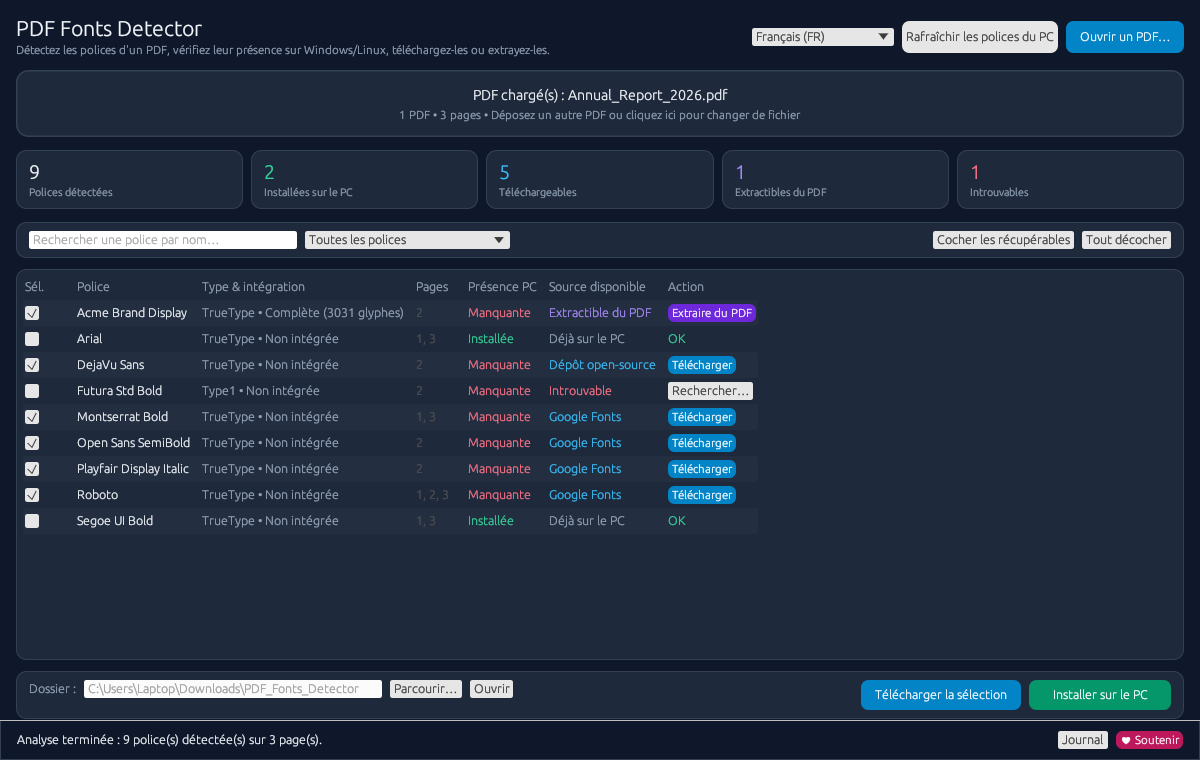 PDF Fonts Detector
Détectez les polices d'un PDF, vérifiez leur présence sur Windows/Linux, téléchargez-les ou extrayez-les.
Français (FR)
Rafraîchir les polices du PC
Ouvrir un PDF...
PDF chargé(s) : Annual_Report_2026.pdf
1 PDF • 3 pages • Déposez un autre PDF ou cliquez ici pour changer de fichier
9
Polices détectées
2
Installées sur le PC
5
Téléchargeables
1
Extractibles du PDF
1
Introuvables
Rechercher une police par nom...
Toutes les polices
Cocher les récupérables
Tout décocher
Sél. Police Type & intégration Pages Présence PC Source disponible Action
Acme Brand Display TrueType • Complète (3031 glyphes) 2 Manquante Extractible du PDF Extraire du PDF
Arial TrueType • Non intégrée 1, 3 Installée Déjà sur le PC OK
DejaVu Sans TrueType • Non intégrée 2 Manquante Dépôt open-source Télécharger
Futura Std Bold Type1 • Non intégrée 2 Manquante Introuvable Rechercher...
Montserrat Bold TrueType • Non intégrée 1, 3 Manquante Google Fonts Télécharger
Open Sans SemiBold TrueType • Non intégrée 2 Manquante Google Fonts Télécharger
Playfair Display Italic TrueType • Non intégrée 2 Manquante Google Fonts Télécharger
Roboto TrueType • Non intégrée 1, 2, 3 Manquante Google Fonts Télécharger
Segoe UI Bold TrueType • Non intégrée 1, 3 Installée Déjà sur le PC OK
Dossier : C:\Users\Laptop\Downloads\PDF_Fonts_Detector
Parcourir...
Ouvrir
Télécharger la sélection
Installer sur le PC
Analyse terminée : 9 police(s) détectée(s) sur 3 page(s).
Journal
♥ Soutenir